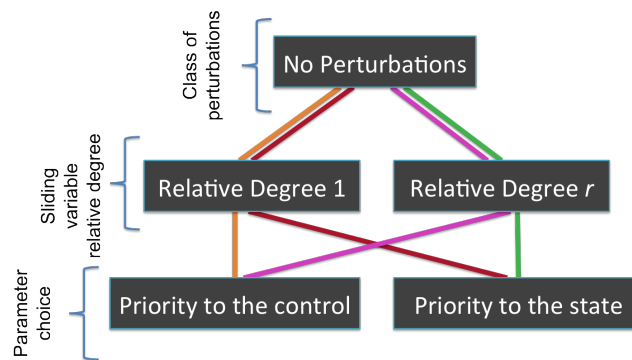 Class of
perturbations
No Perturbations
Sliding
variable
relative degree
Relative Degree 1
Relative Degree r
Parameter
choice
Priority to the control
Priority to the state